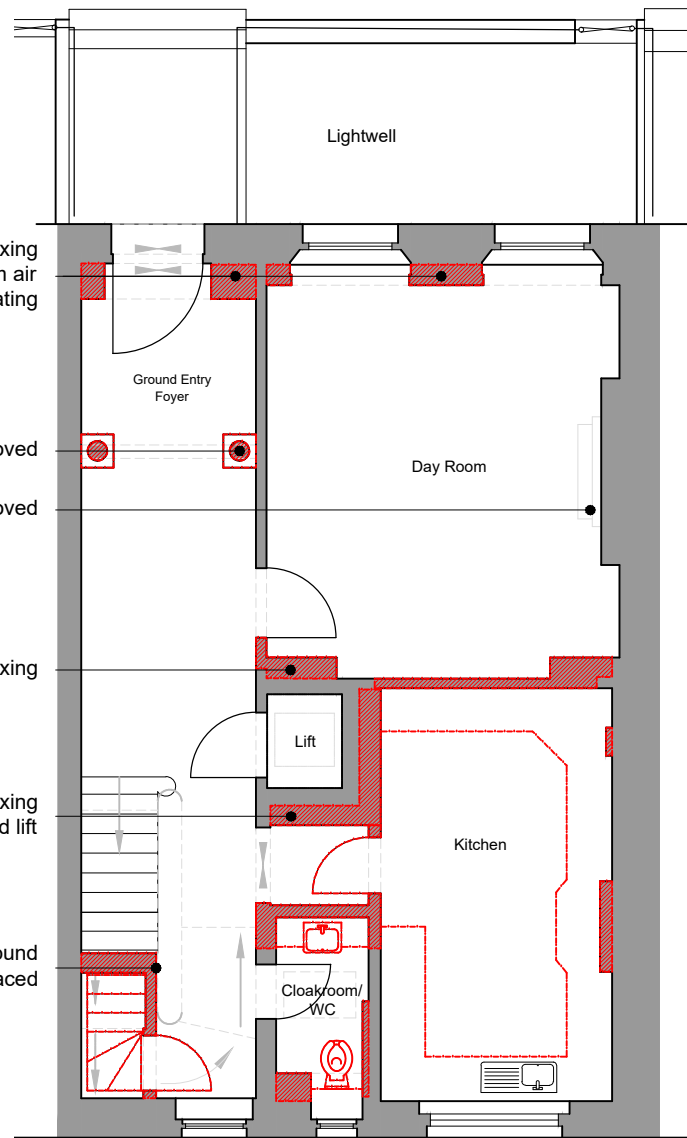 Lightwell
xing
n air
ating
Ground Entry
Foyer
oved
Day Room
oved
xing
Lift
xing
d lift
Kitchen
ound
aced
Cloakroom/
WC